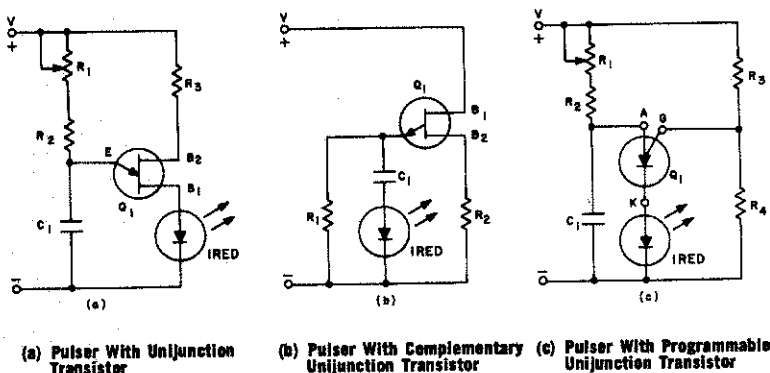 V
+
R1
R2
R3
E
B2
B1
Q1
C1
IRED
−
(a)
V
+
Q1
B1
B2
C1
R1
R2
IRED
−
(b)
V
+
R1
R2
R3
A
G
Q1
K
C1
R4
IRED
−
(c)
(a) Pulser With Unijunction
Transistor
(b) Pulser With Complementary
Unijunction Transistor
(c) Pulser With Programmable
Unijunction Transistor